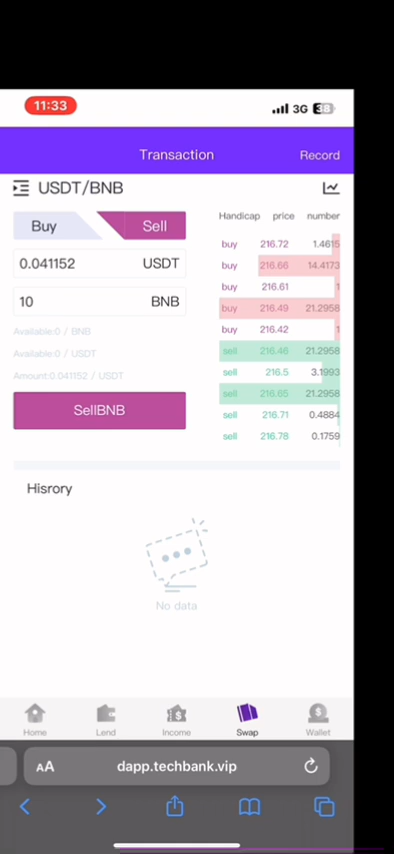 11:33
3G 38
Transaction
Record
USDT/BNB
Buy
Sell
0.041152 USDT
10 BNB
Available:0 / BNB
Available:0 / USDT
Amount:0.041152 / USDT
SellBNB
Handicap price number
buy 216.72 1.4615
buy 216.66 14.4173
buy 216.61 1
buy 216.49 21.2958
buy 216.42 1
sell 216.46 21.2958
sell 216.5 3.1993
sell 216.65 21.2958
sell 216.71 0.4884
sell 216.78 0.1759
Hisrory
No data
Home Lend Income Swap Wallet
AA dapp.techbank.vip